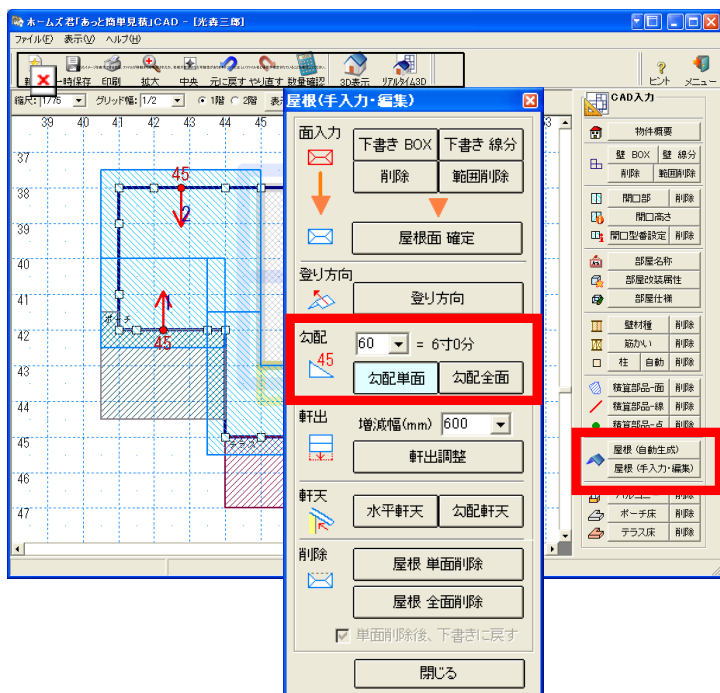 ホームズ君「あっと簡単見積」CAD - [光森三郎]
ファイル(F) 表示(V) ヘルプ(H)
一時保存 印刷 拡大 中央 元に戻す やり直す 数量確認 3D表示 リアルタイム3D ヒント メニュー
縮尺: 1/75 グリッド幅: 1/2 1階 2階
39 40 41 42 43 44 45
37
38
39
40
41
42
43
44
45
46
47
45
2
1
45
ポーチ
屋根(手入力・編集)
面入力
下書き BOX 下書き 線分
削除 範囲削除
屋根面 確定
登り方向
登り方向
勾配
60 = 6寸0分
45
勾配単面 勾配全面
軒出
増減幅(mm) 600
軒出調整
軒天
水平軒天 勾配軒天
削除
屋根 単面削除
屋根 全面削除
単面削除後、下書きに戻す
閉じる
CAD入力
物件概要
壁 BOX 壁 線分
削除 範囲削除
開口部 削除
開口高さ
開口型番設定 削除
部屋名称
部屋改装属性
部屋仕様
壁材種 削除
筋かい 削除
柱 自動 削除
積算部品-面 削除
積算部品-線 削除
積算部品-点 削除
屋根 (自動生成)
屋根 (手入力・編集)
バルコニー 削除
ポーチ床 削除
テラス床 削除